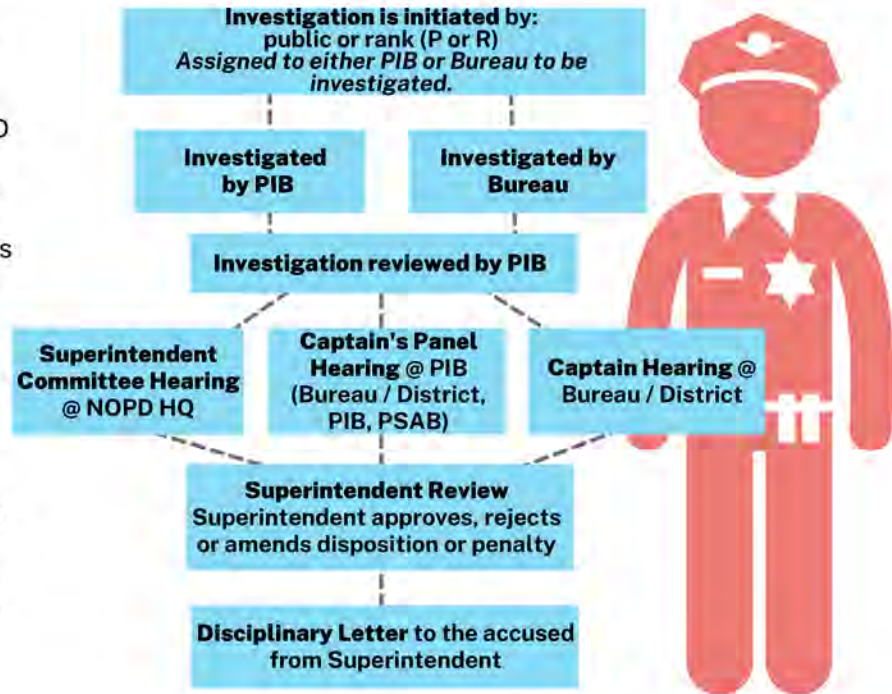 Investigation is initiated by:
public or rank (P or R)
Assigned to either PIB or Bureau to be
investigated.
Investigated
by PIB
Investigated by
Bureau
Investigation reviewed by PIB
Superintendent
Committee Hearing
@ NOPD HQ
Captain's Panel
Hearing @ PIB
(Bureau / District,
PIB, PSAB)
Captain Hearing @
Bureau / District
Superintendent Review
Superintendent approves, rejects
or amends disposition or penalty
Disciplinary Letter to the accused
from Superintendent